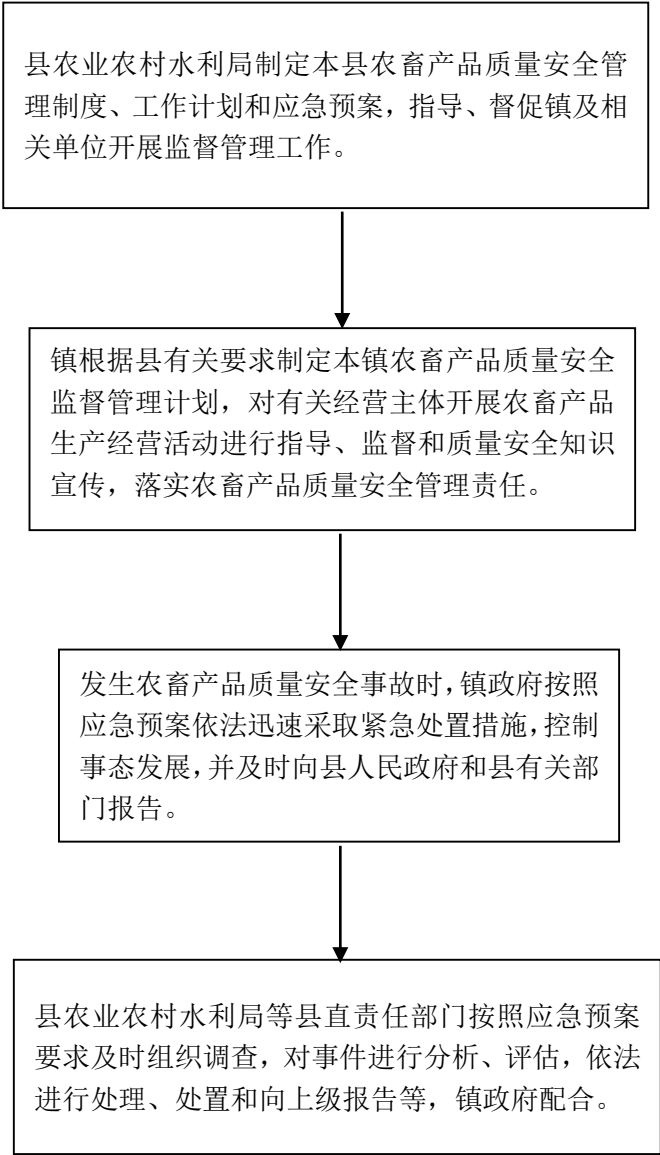 县农业农村水利局制定本县农畜产品质量安全管
理制度、工作计划和应急预案，指导、督促镇及相
关单位开展监督管理工作。
镇根据县有关要求制定本镇农畜产品质量安全
监督管理计划，对有关经营主体开展农畜产品
生产经营活动进行指导、监督和质量安全知识
宣传，落实农畜产品质量安全管理责任。
发生农畜产品质量安全事故时，镇政府按照
应急预案依法迅速采取紧急处置措施，控制
事态发展，并及时向县人民政府和县有关部
门报告。
县农业农村水利局等县直责任部门按照应急预案
要求及时组织调查，对事件进行分析、评估，依法
进行处理、处置和向上级报告等，镇政府配合。